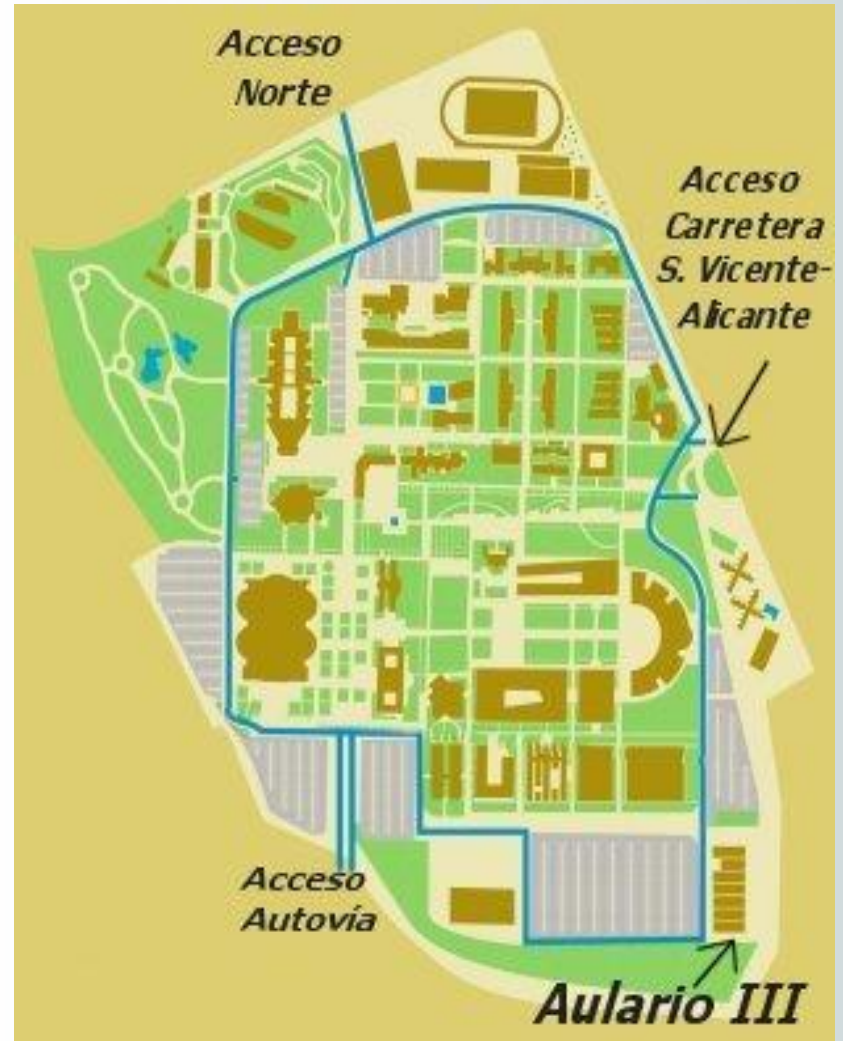 Acceso
Norte
Acceso
Carretera
S. Vicente-
Alicante
Acceso
Autovía
Aulario III